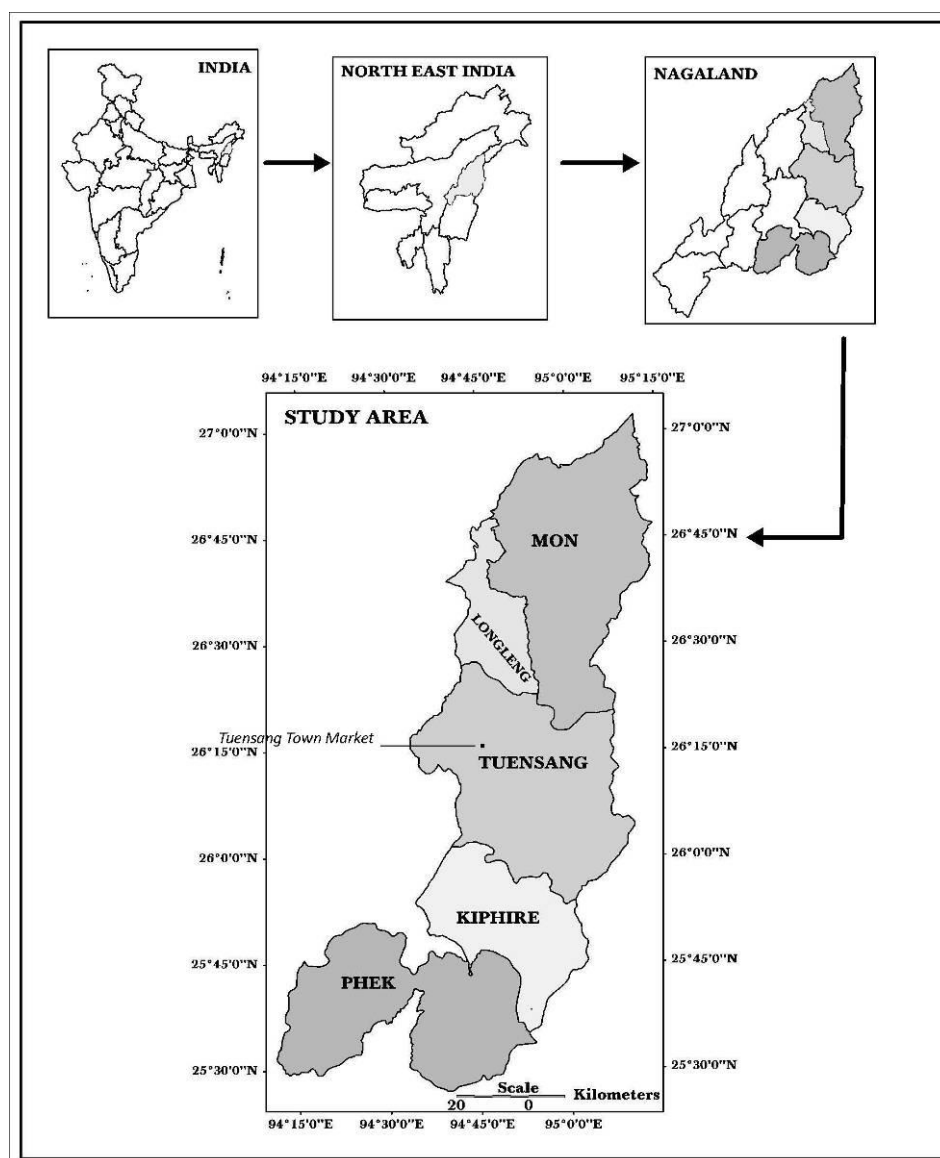 INDIA
NORTH EAST INDIA
NAGALAND
94°15'0"E 94°30'0"E 94°45'0"E 95°0'0"E 95°15'0"E
STUDY AREA
27°0'0"N 27°0'0"N
MON
26°45'0"N 26°45'0"N
LONGLENG
26°30'0"N 26°30'0"N
Tuensang Town Market
26°15'0"N 26°15'0"N
TUENSANG
26°0'0"N 26°0'0"N
KIPHIRE
25°45'0"N 25°45'0"N
PHEK
25°30'0"N 25°30'0"N
Scale
Kilometers
20 0
94°15'0"E 94°30'0"E 94°45'0"E 95°0'0"E